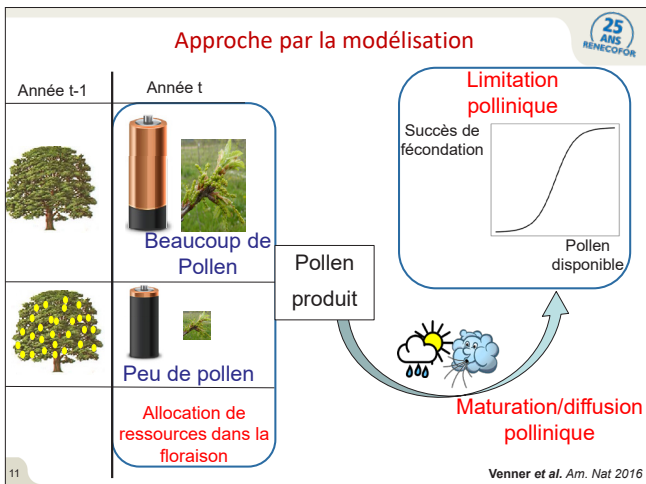 Approche par la modélisation
25
ANS
RENECOFOR
Année t-1
Année t
Beaucoup de
Pollen
Peu de pollen
Allocation de
ressources dans la
floraison
Pollen
produit
Limitation
pollinique
Succès de
fécondation
Pollen
disponible
Maturation/diffusion
pollinique
11
Venner et al. Am. Nat 2016